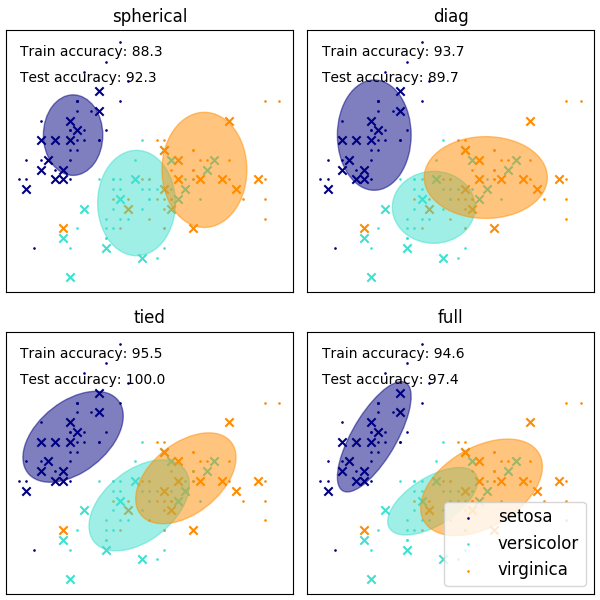 spherical
Train accuracy: 88.3
Test accuracy: 92.3
diag
Train accuracy: 93.7
Test accuracy: 89.7
tied
Train accuracy: 95.5
Test accuracy: 100.0
full
Train accuracy: 94.6
Test accuracy: 97.4
setosa
versicolor
virginica